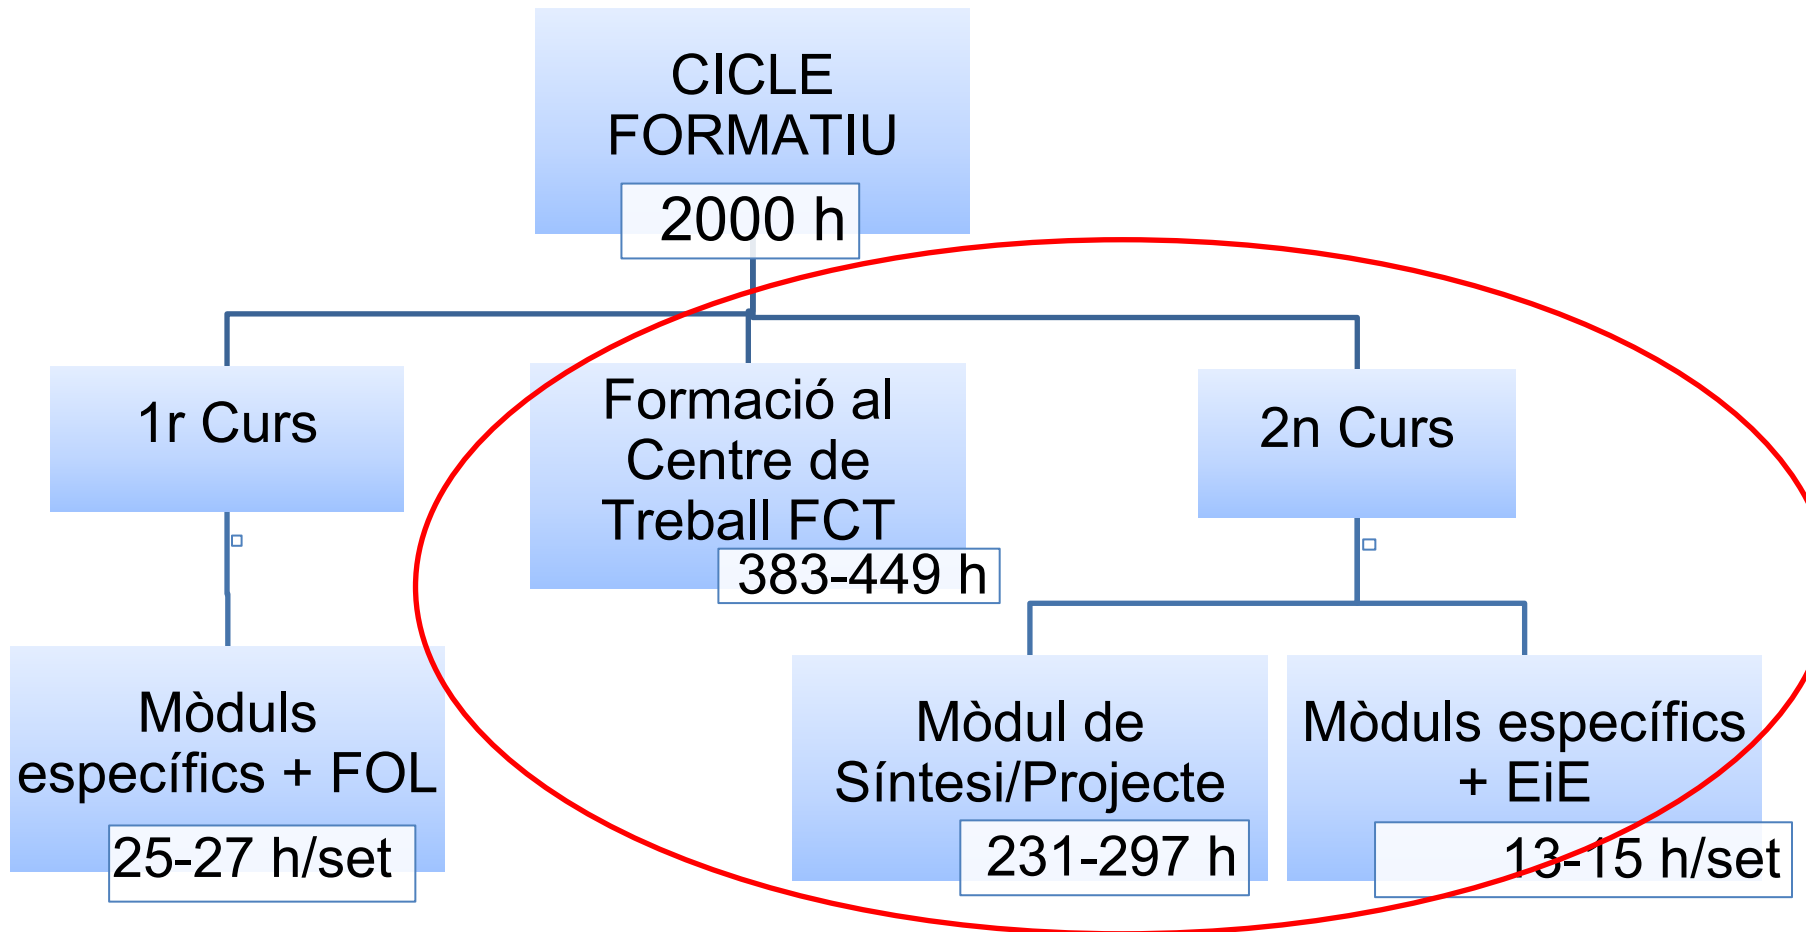 CICLE
FORMATIU
2000 h
1r Curs
Formació al
Centre de
Treball FCT
383-449 h
2n Curs
Mòduls
específics + FOL
25-27 h/set
Mòdul de
Síntesi/Projecte
231-297 h
Mòduls específics
+ EiE
13-15 h/set